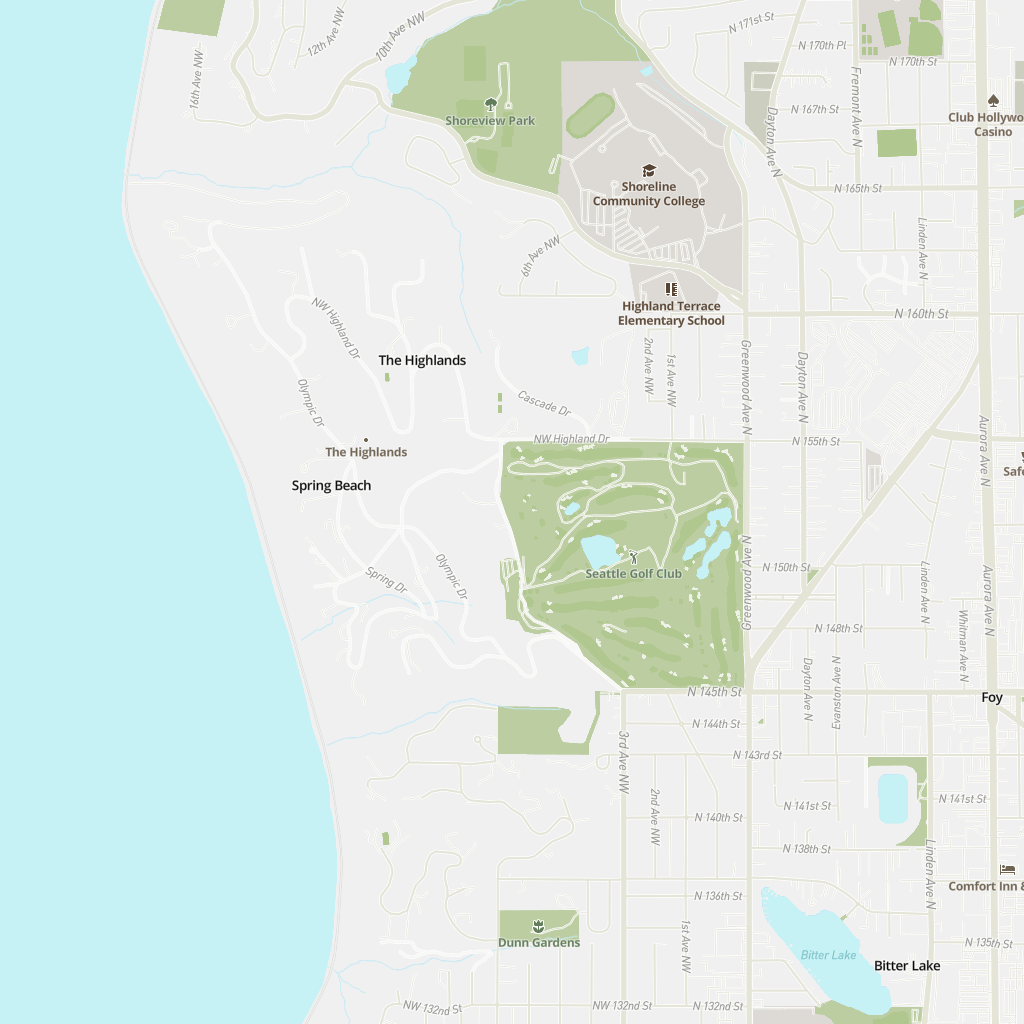 N 171st St
12th Ave NW
10th Ave NW
N 170th Pl
N 170th St
16th Ave NW
Fremont Ave N
Club Hollywo
Casino
Shoreview Park
N 167th St
Dayton Ave N
Shoreline
Community College
N 165th St
6th Ave NW
Linden Ave N
Highland Terrace
Elementary School
N 160th St
NW Highland Dr
The Highlands
2nd Ave NW
1st Ave NW
Greenwood Ave N
Dayton Ave N
Olympic Dr
Cascade Dr
NW Highland Dr
N 155th St
Aurora Ave N
The Highlands
Safe
Spring Beach
Spring Dr
Olympic Dr
Seattle Golf Club
Greenwood Ave N
N 150th St
Linden Ave N
Aurora Ave N
N 148th St
Whitman Ave N
Dayton Ave N
Evanston Ave N
N 145th St
Foy
N 144th St
3rd Ave NW
N 143rd St
2nd Ave NW
N 141st St
N 141st St
N 140th St
N 138th St
Linden Ave N
Comfort Inn &
N 136th St
Dunn Gardens
1st Ave NW
N 135th St
Bitter Lake
Bitter Lake
NW 132nd St
NW 132nd St
N 132nd St